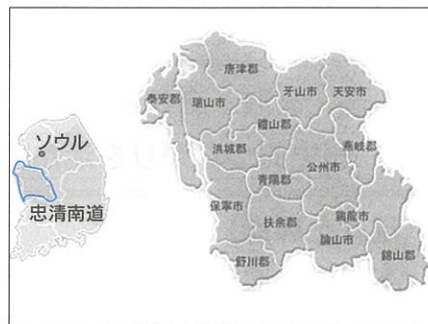 ソウル
忠清南道
唐津郡
泰安郡
瑞山市
牙山市
天安市
禮山郡
洪城郡
燕岐郡
公州市
青陽郡
保寧市
扶余郡
鶏龍市
論山市
舒川郡
錦山郡